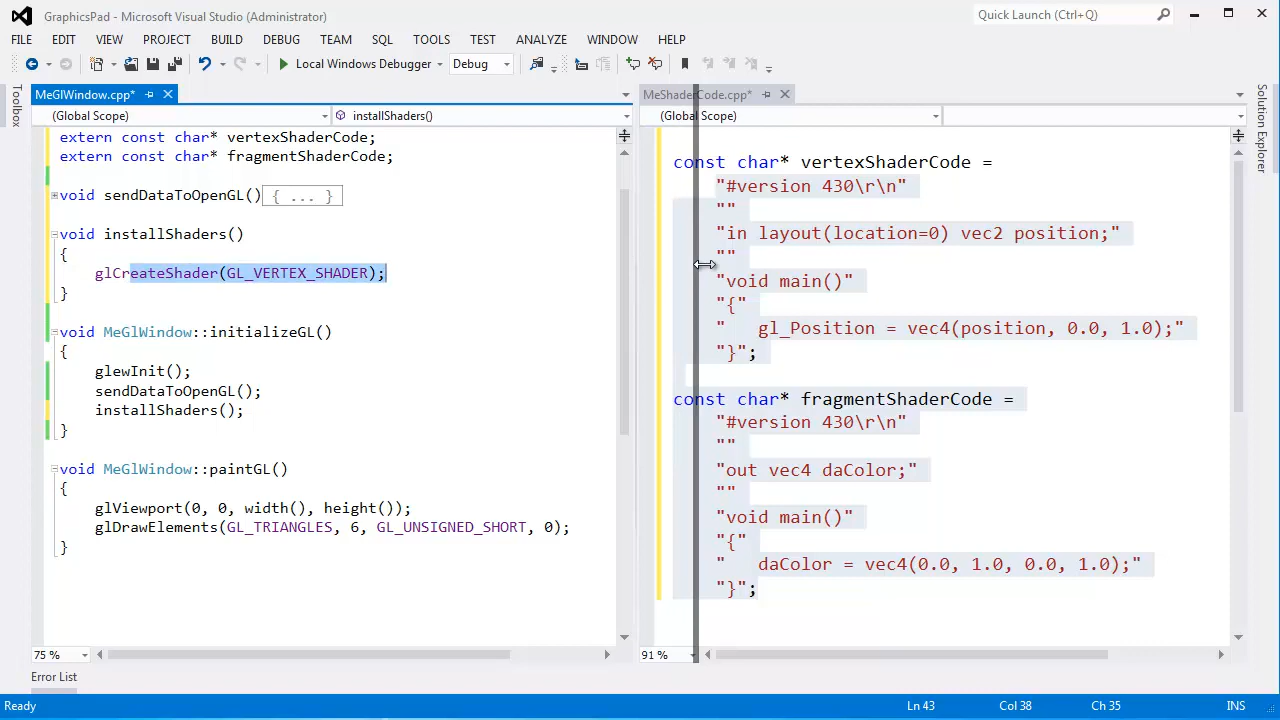 GraphicsPad - Microsoft Visual Studio (Administrator)
Quick Launch (Ctrl+Q)
FILE EDIT VIEW PROJECT BUILD DEBUG TEAM SQL TOOLS TEST ANALYZE WINDOW HELP
Local Windows Debugger Debug
Toolbox
MeGlWindow.cpp*
(Global Scope) installShaders()
extern const char* vertexShaderCode;
extern const char* fragmentShaderCode;
void sendDataToOpenGL(){ ... }
void installShaders()
{
glCreateShader(GL_VERTEX_SHADER);
}
void MeGlWindow::initializeGL()
{
glewInit();
sendDataToOpenGL();
installShaders();
}
void MeGlWindow::paintGL()
{
glViewport(0, 0, width(), height());
glDrawElements(GL_TRIANGLES, 6, GL_UNSIGNED_SHORT, 0);
}
75 %
MeShaderCode.cpp*
(Global Scope)
const char* vertexShaderCode =
"#version 430\r\n"
""
"in layout(location=0) vec2 position;"
""
"void main()"
"{"
"   gl_Position = vec4(position, 0.0, 1.0);"
"}";
const char* fragmentShaderCode =
"#version 430\r\n"
""
"out vec4 daColor;"
""
"void main()"
"{"
"   daColor = vec4(0.0, 1.0, 0.0, 1.0);"
"}";
91 %
Solution Explorer
Error List
Ready Ln 43 Col 38 Ch 35 INS